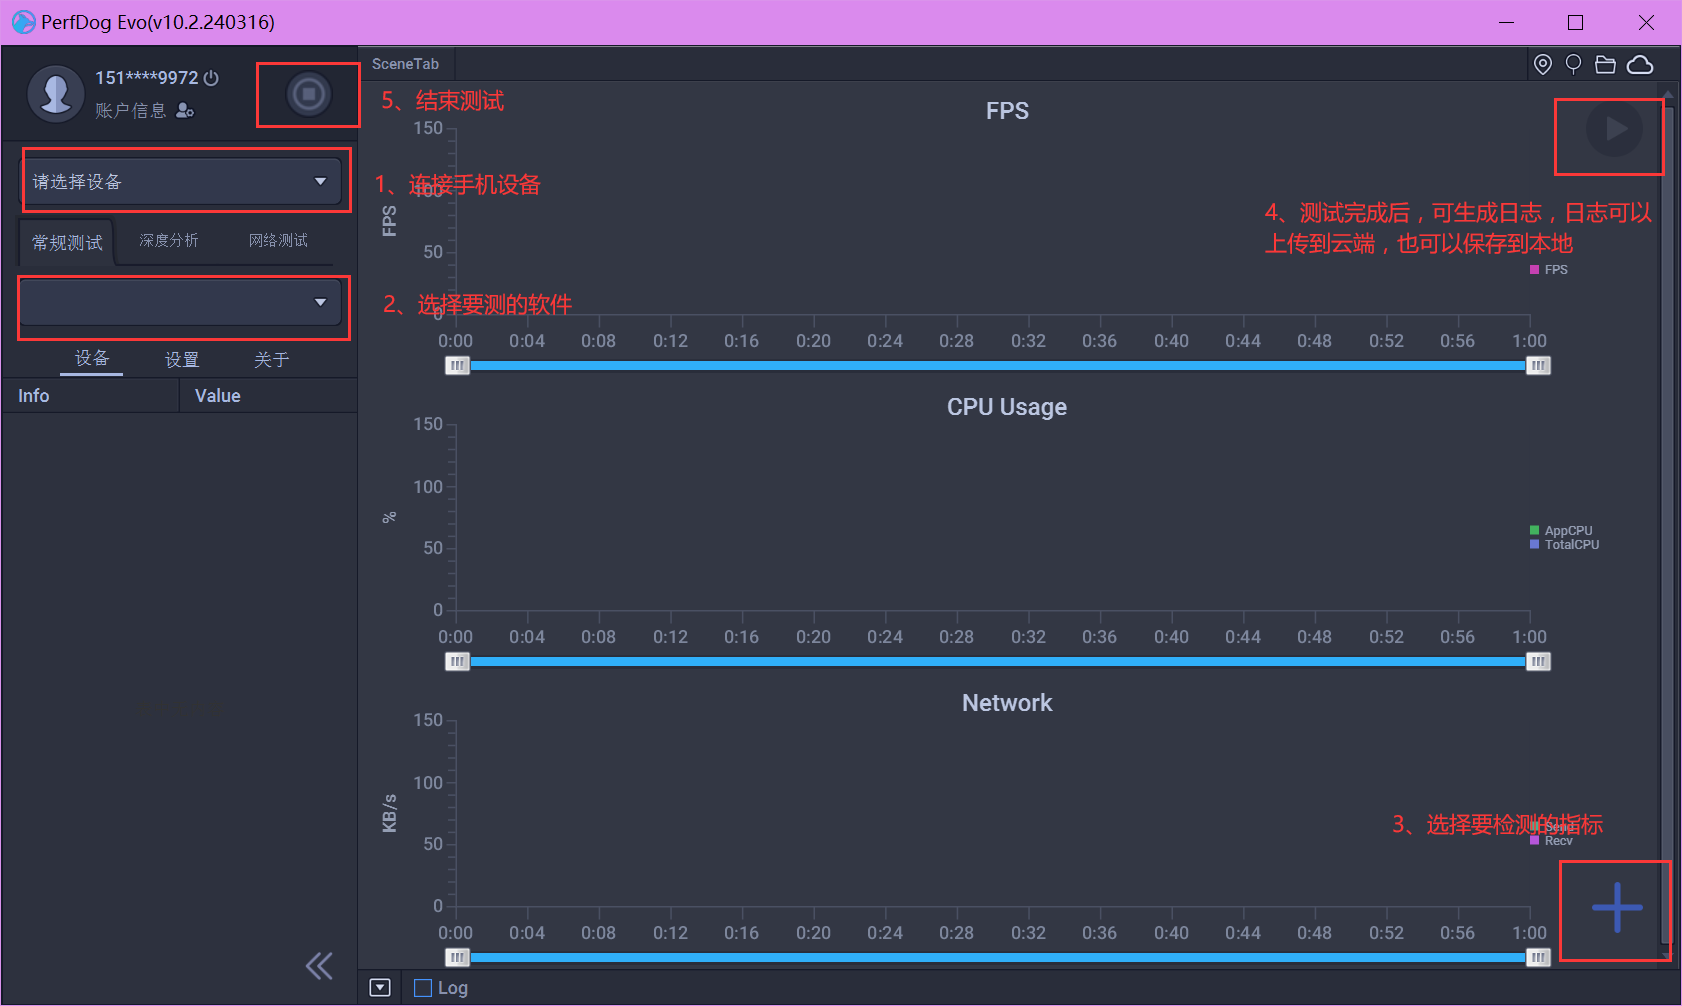 PerfDog Evo(v10.2.240316)
151****9972
账户信息
请选择设备
常规测试 深度分析 网络测试
设备 设置 关于
Info Value
SceneTab
5、结束测试
1、连接手机设备
2、选择要测的软件
4、测试完成后，可生成日志，日志可以
上传到云端，也可以保存到本地
FPS
150
100
50
0
FPS
FPS
0:00 0:04 0:08 0:12 0:16 0:20 0:24 0:28 0:32 0:36 0:40 0:44 0:48 0:52 0:56 1:00
CPU Usage
150
100
50
0
%
AppCPU
TotalCPU
0:00 0:04 0:08 0:12 0:16 0:20 0:24 0:28 0:32 0:36 0:40 0:44 0:48 0:52 0:56 1:00
Network
150
100
50
0
KB/s
3、选择要检测的指标
Send
Recv
0:00 0:04 0:08 0:12 0:16 0:20 0:24 0:28 0:32 0:36 0:40 0:44 0:48 0:52 0:56 1:00
Log